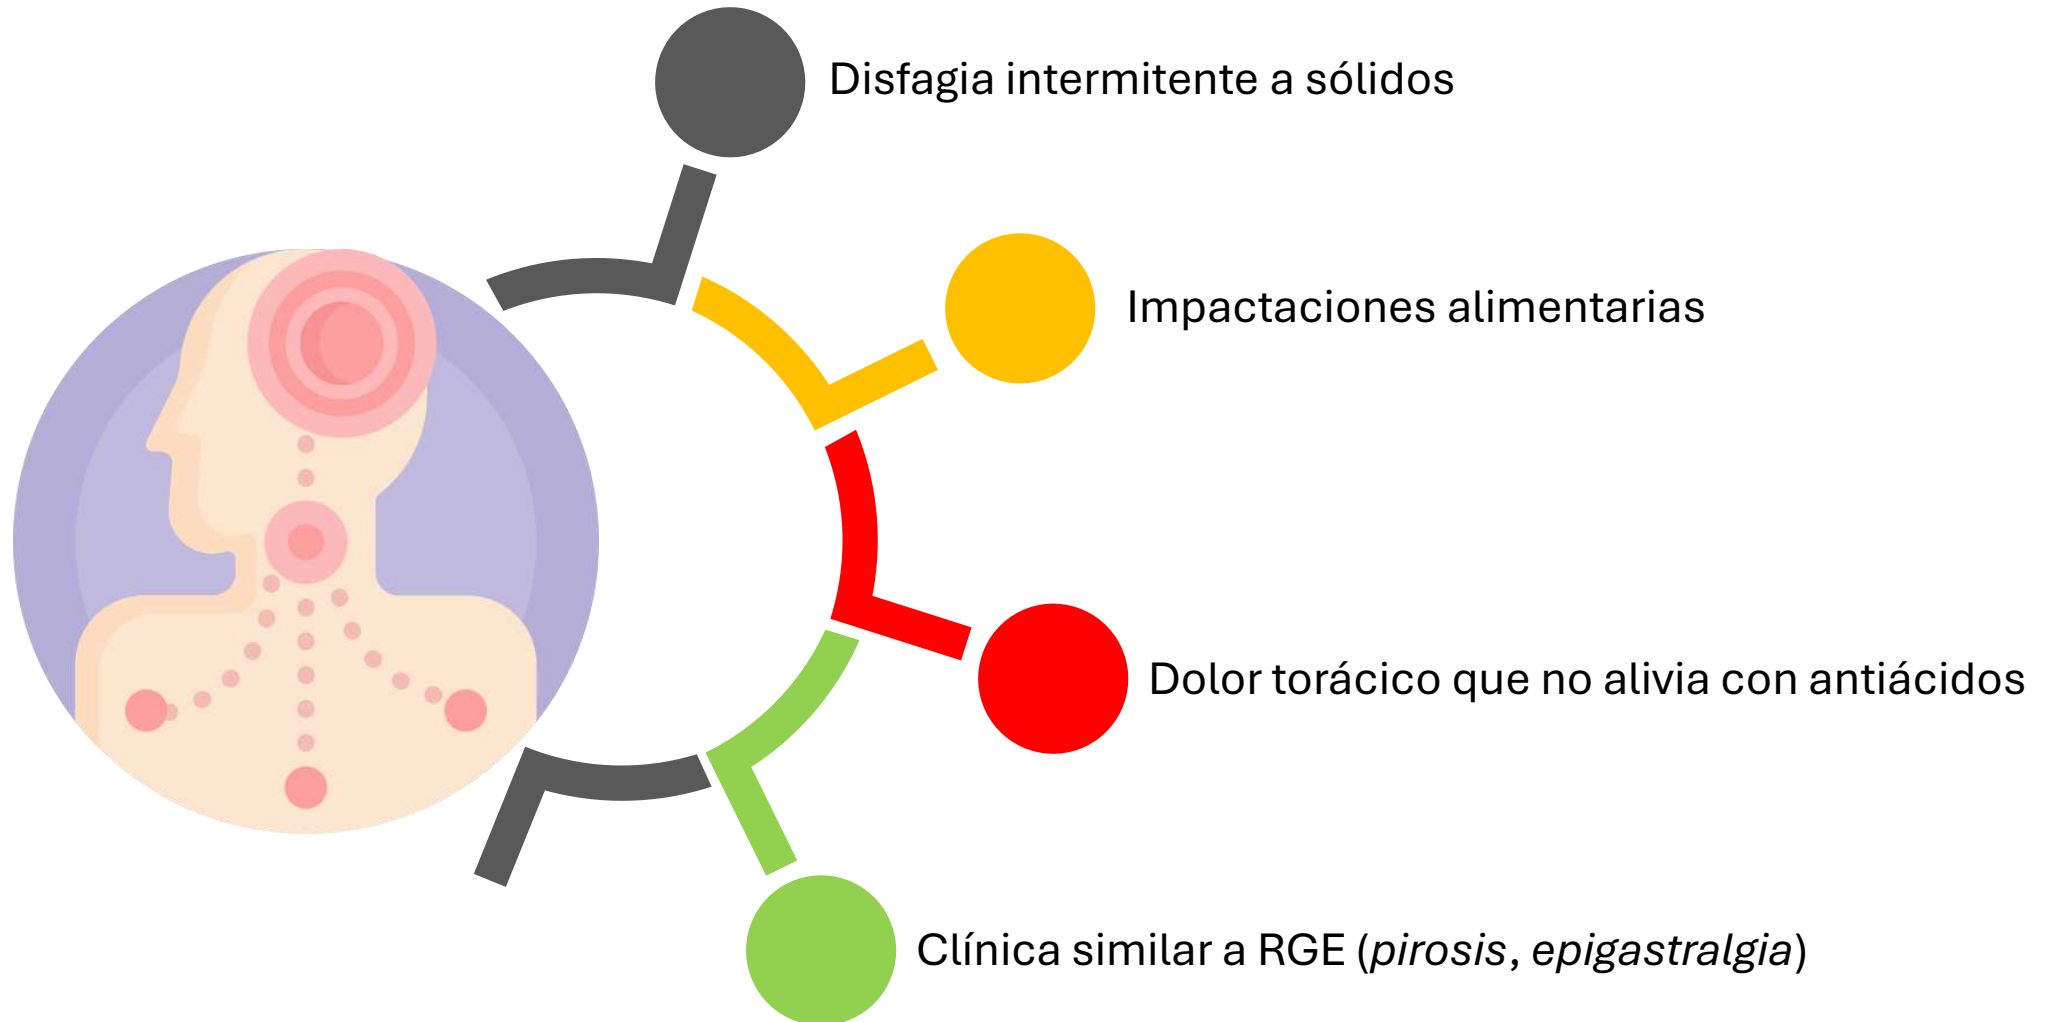 Disfagia intermitente a sólidos
Impactaciones alimentarias
Dolor torácico que no alivia con antiácidos
Clínica similar a RGE (pirosis, epigastralgia)